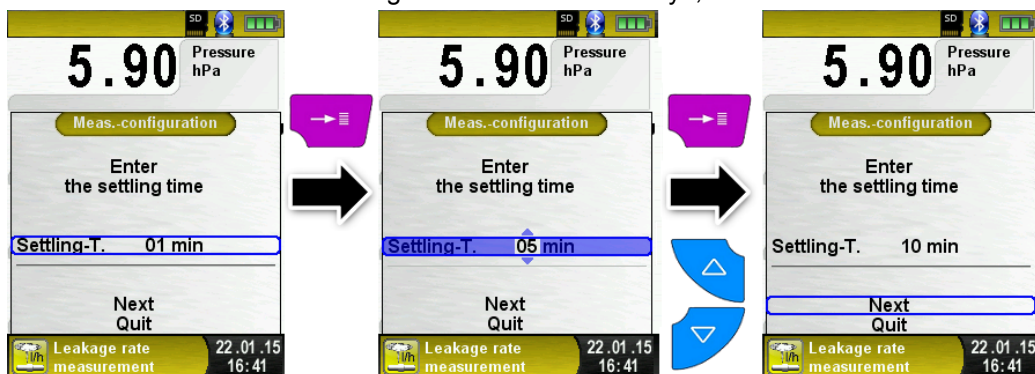 SD
5.90 Pressure
hPa
Meas.-configuration
Enter
the settling time
Settling-T. 01 min
Next
Quit
l/h Leakage rate
measurement
22.01.15
16:41
SD
5.90 Pressure
hPa
Meas.-configuration
Enter
the settling time
Settling-T. 05 min
Next
Quit
l/h Leakage rate
measurement
22.01.15
16:41
SD
5.90 Pressure
hPa
Meas.-configuration
Enter
the settling time
Settling-T. 10 min
Next
Quit
l/h Leakage rate
measurement
22.01.15
16:41